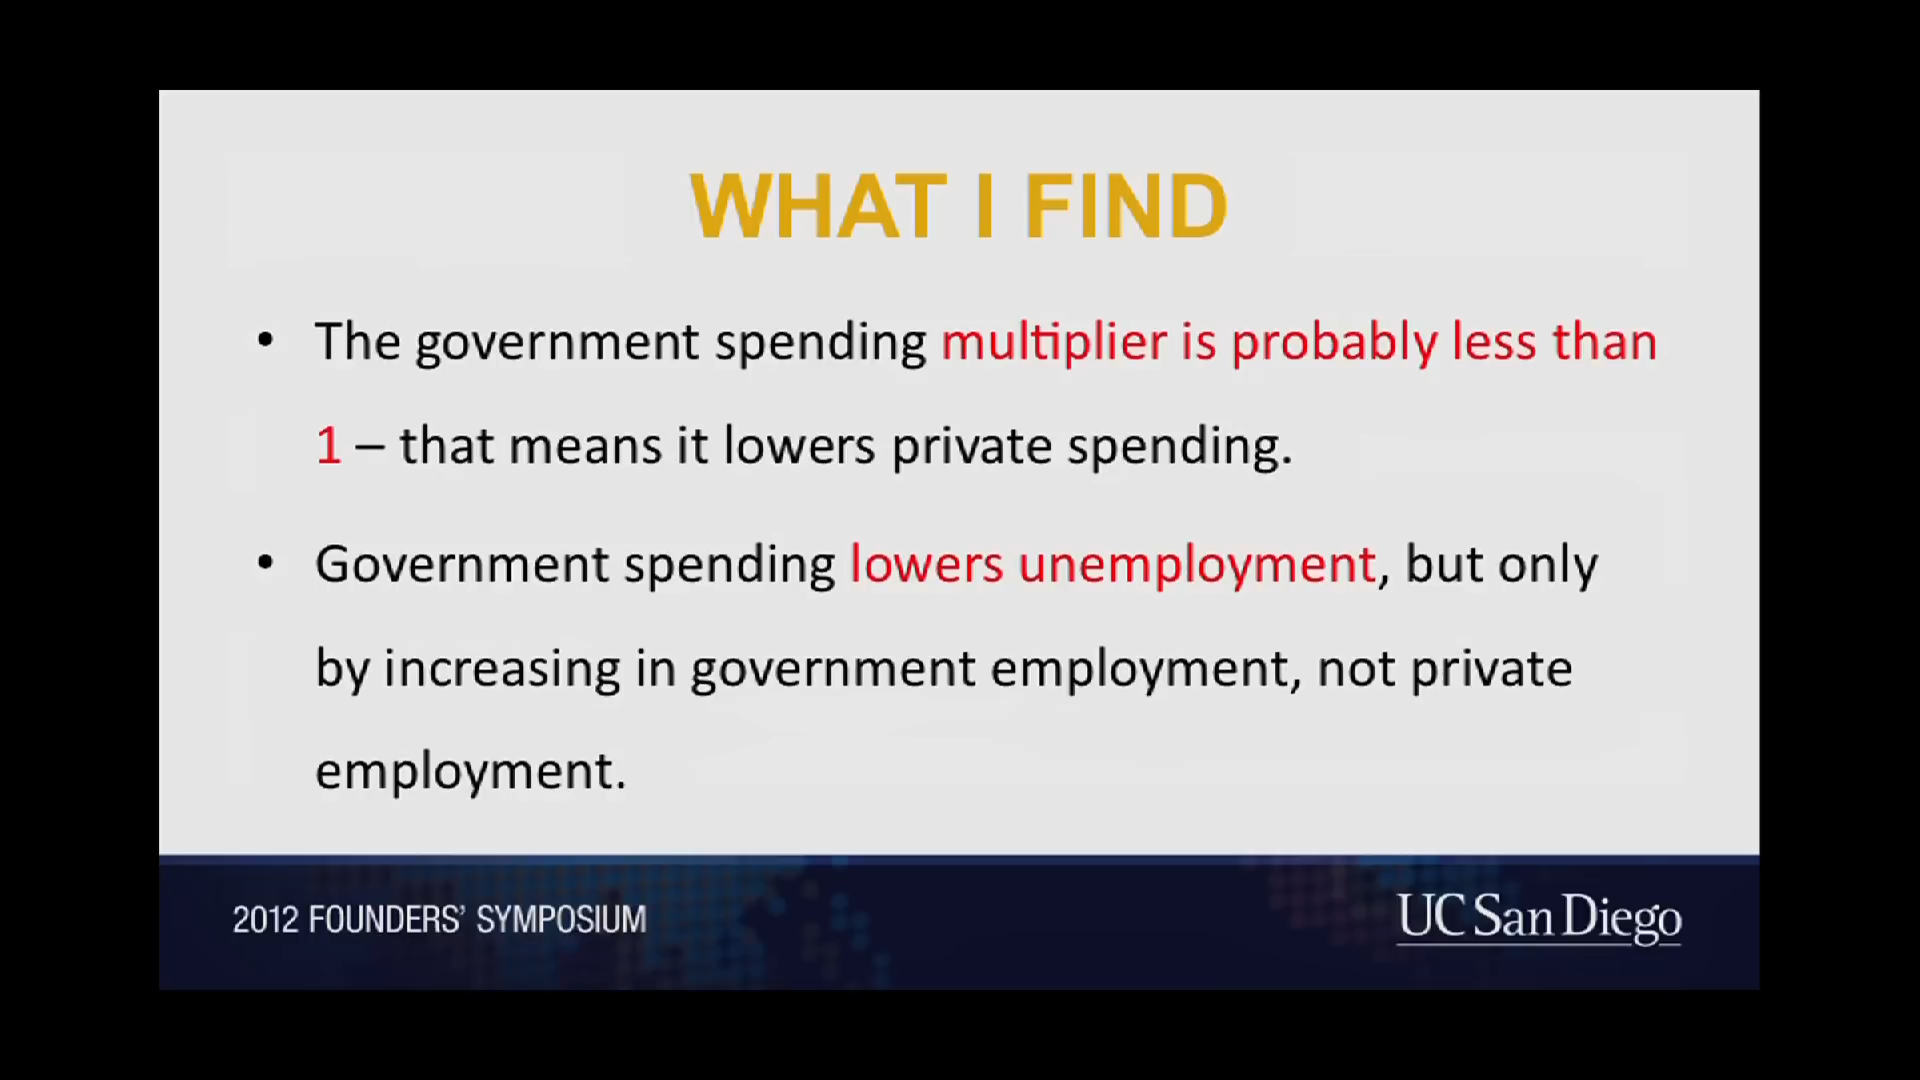 WHAT I FIND
• The government spending multiplier is probably less than
1 – that means it lowers private spending.
• Government spending lowers unemployment, but only
by increasing in government employment, not private
employment.
2012 FOUNDERS’ SYMPOSIUM
UC San Diego